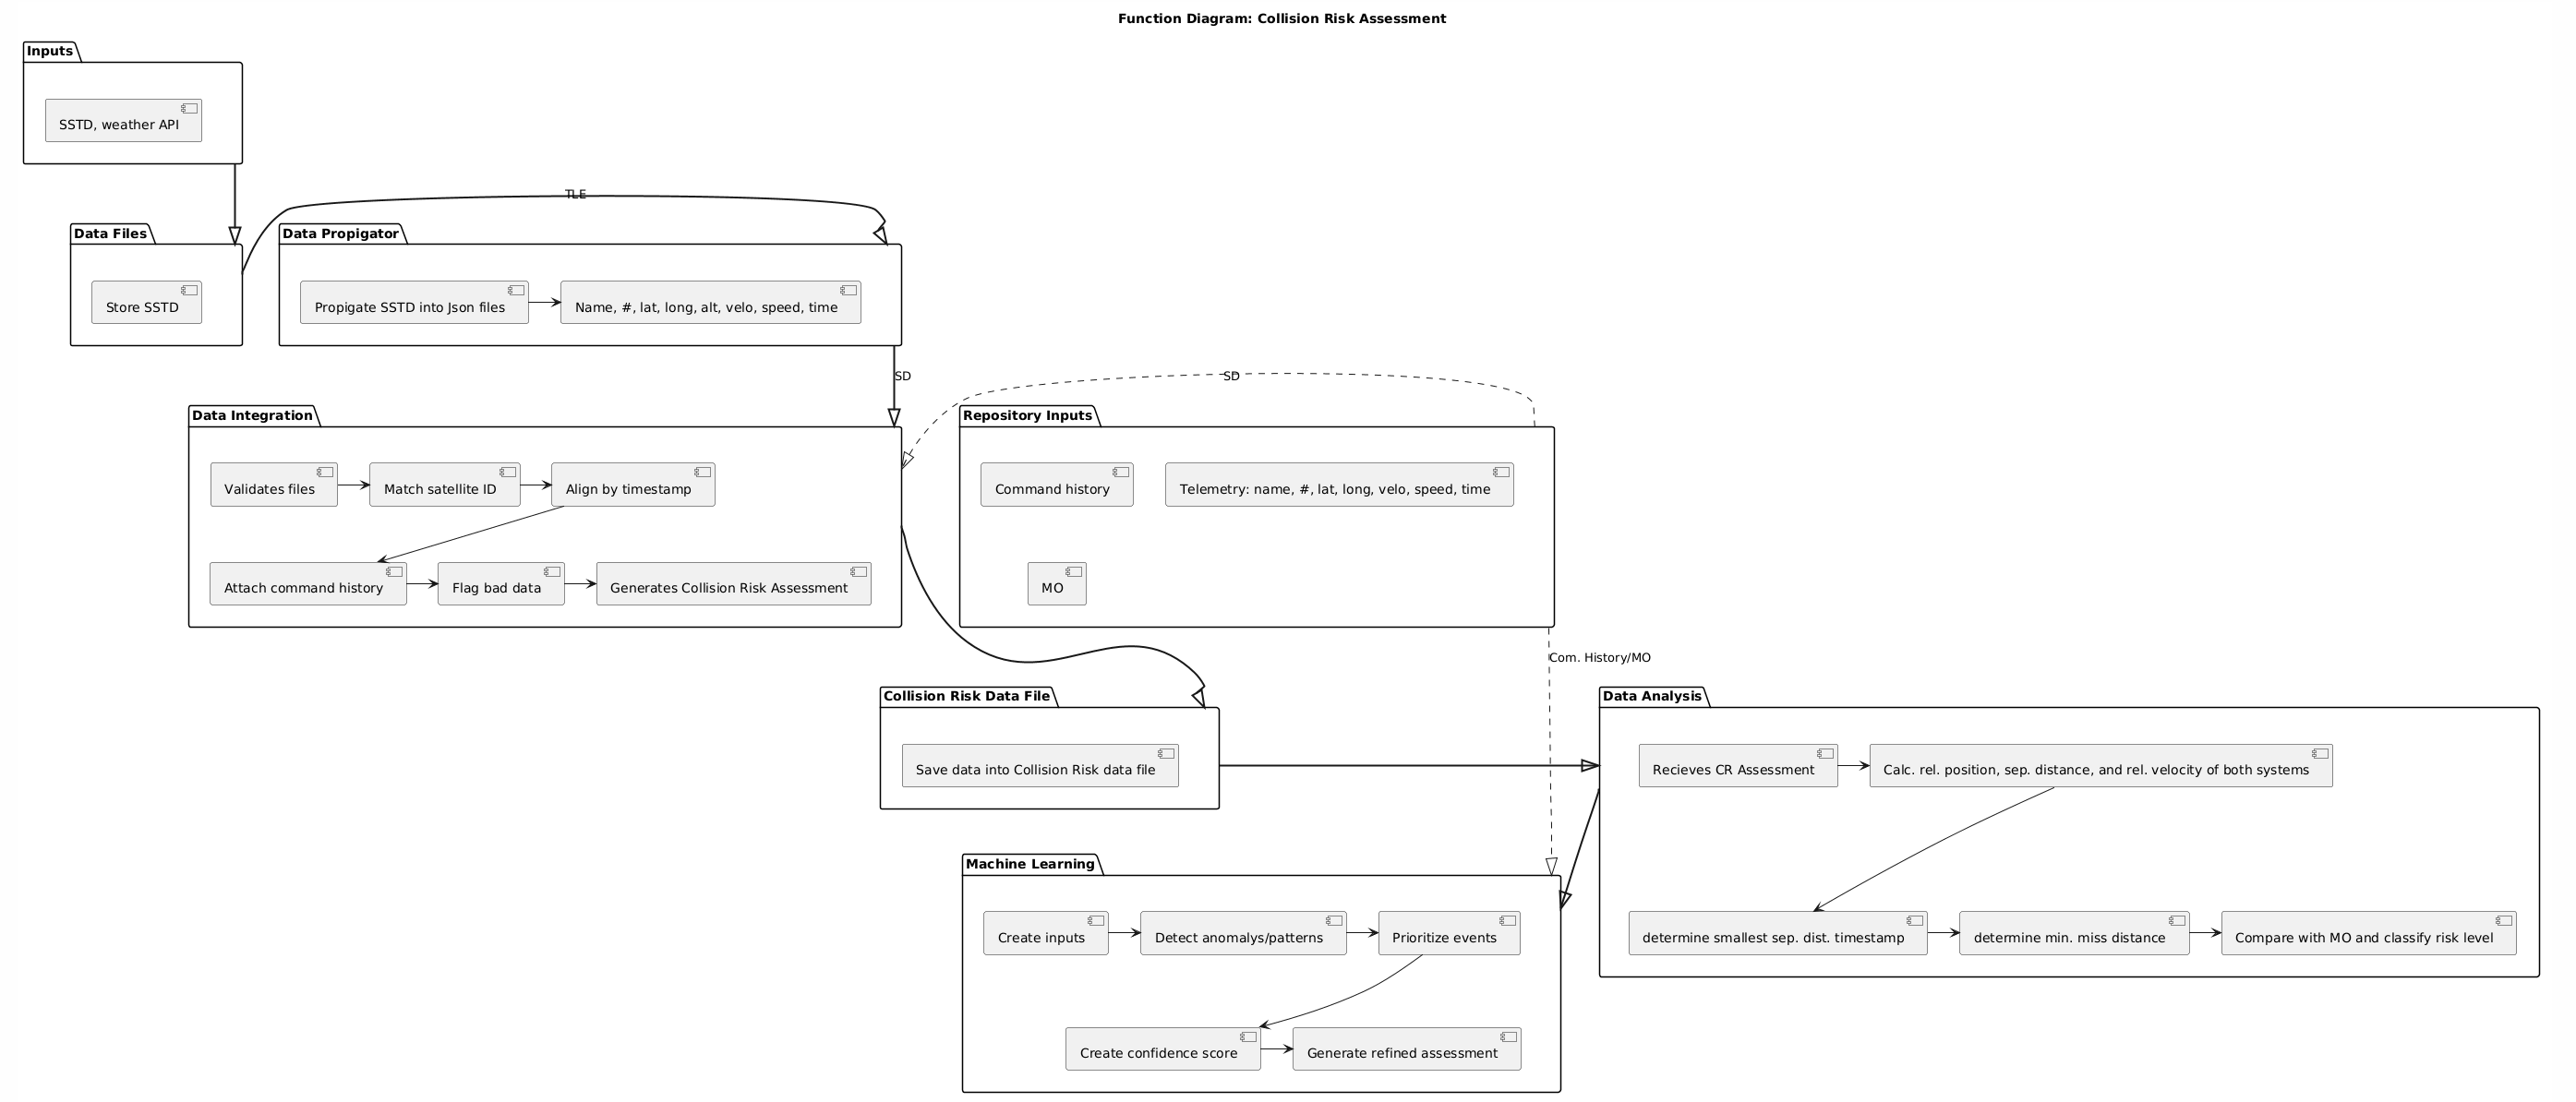 Function Diagram: Collision Risk Assessment
Inputs
SSTD, weather API
TLE
Data Files
Store SSTD
Data Propigator
Propigate SSTD into Json files
Name, #, lat, long, alt, velo, speed, time
SD
SD
Data Integration
Validates files
Match satellite ID
Align by timestamp
Attach command history
Flag bad data
Generates Collision Risk Assessment
Repository Inputs
Command history
Telemetry: name, #, lat, long, velo, speed, time
MO
Com. History/MO
Collision Risk Data File
Save data into Collision Risk data file
Data Analysis
Recieves CR Assessment
Calc. rel. position, sep. distance, and rel. velocity of both systems
determine smallest sep. dist. timestamp
determine min. miss distance
Compare with MO and classify risk level
Machine Learning
Create inputs
Detect anomalys/patterns
Prioritize events
Create confidence score
Generate refined assessment